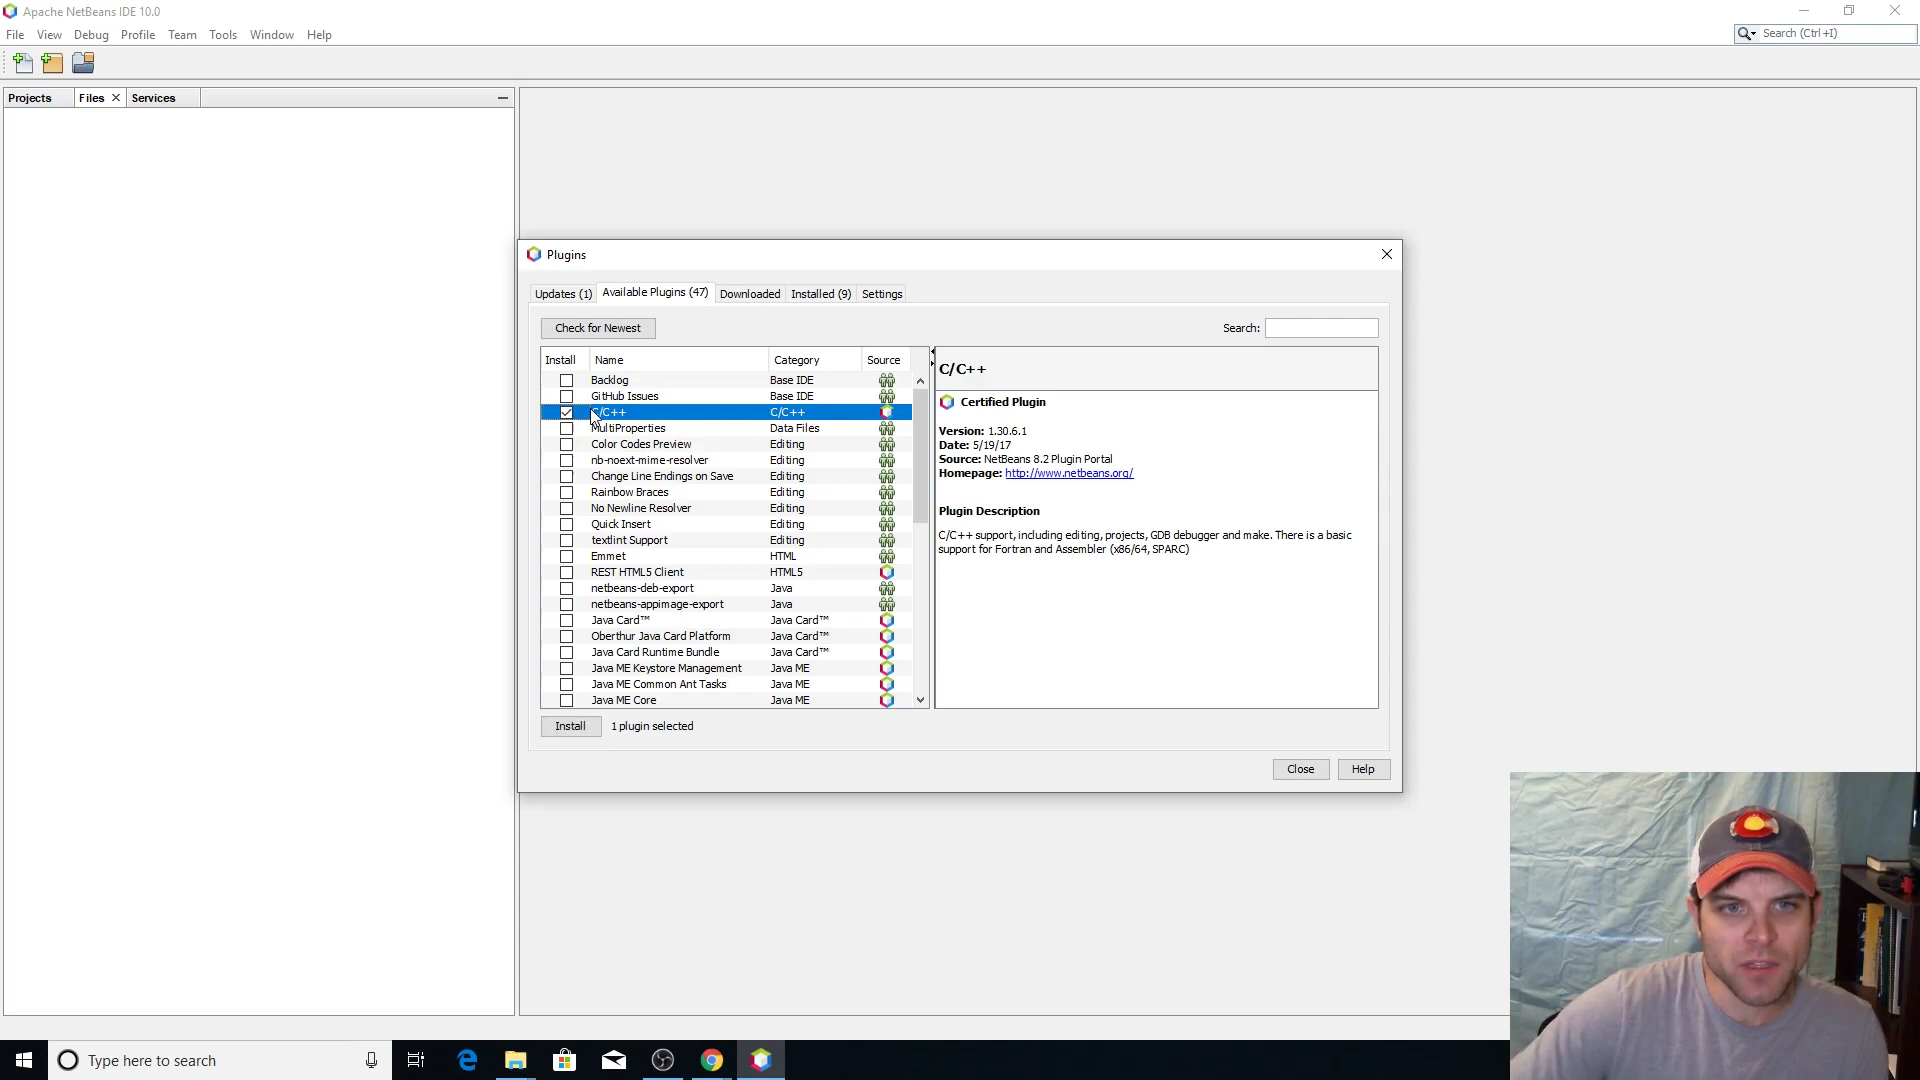 Apache NetBeans IDE 10.0
File View Debug Profile Team Tools Window Help
Search (Ctrl+I)
Projects Files Services
Plugins
Updates (1) Available Plugins (47) Downloaded Installed (9) Settings
Check for Newest
Search:
Install Name Category Source
Backlog Base IDE
GitHub Issues Base IDE
C/C++ C/C++
MultiProperties Data Files
Color Codes Preview Editing
nb-noext-mime-resolver Editing
Change Line Endings on Save Editing
Rainbow Braces Editing
No Newline Resolver Editing
Quick Insert Editing
textlint Support Editing
Emmet HTML
REST HTML5 Client HTML5
netbeans-deb-export Java
netbeans-appimage-export Java
Java Card™ Java Card™
Oberthur Java Card Platform Java Card™
Java Card Runtime Bundle Java Card™
Java ME Keystore Management Java ME
Java ME Common Ant Tasks Java ME
Java ME Core Java ME
C/C++
Certified Plugin
Version: 1.30.6.1
Date: 5/19/17
Source: NetBeans 8.2 Plugin Portal
Homepage: http://www.netbeans.org/
Plugin Description
C/C++ support, including editing, projects, GDB debugger and make. There is a basic
support for Fortran and Assembler (x86/64, SPARC)
Install 1 plugin selected
Close Help
Type here to search